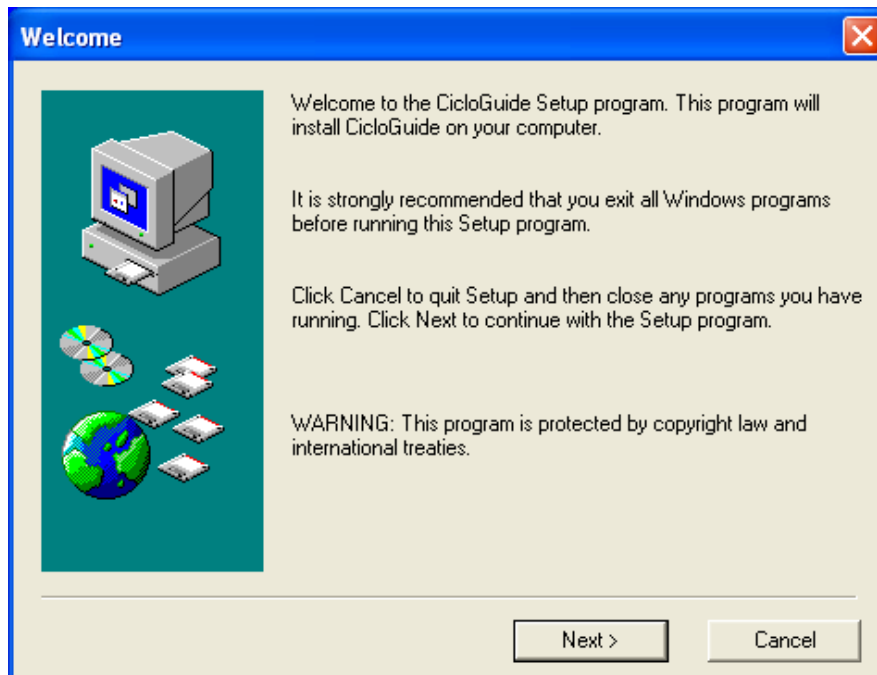 Welcome
Welcome to the CicloGuide Setup program. This program will
install CicloGuide on your computer.
It is strongly recommended that you exit all Windows programs
before running this Setup program.
Click Cancel to quit Setup and then close any programs you have
running. Click Next to continue with the Setup program.
WARNING: This program is protected by copyright law and
international treaties.
Next >
Cancel